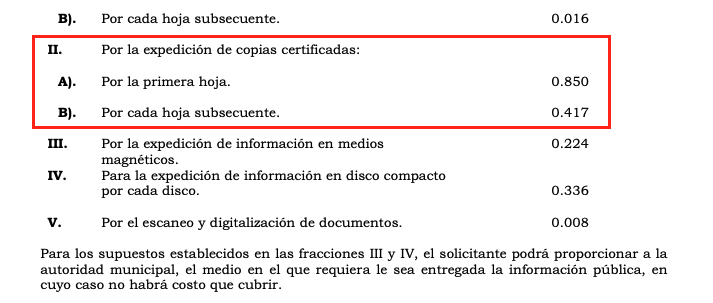 B). Por cada hoja subsecuente. 0.016
II. Por la expedición de copias certificadas:
A). Por la primera hoja. 0.850
B). Por cada hoja subsecuente. 0.417
III. Por la expedición de información en medios 0.224
magnéticos.
IV. Para la expedición de información en disco compacto
por cada disco. 0.336
V. Por el escaneo y digitalización de documentos. 0.008
Para los supuestos establecidos en las fracciones III y IV, el solicitante podrá proporcionar a la
autoridad municipal, el medio en el que requiera le sea entregada la información pública, en
cuyo caso no habrá costo que cubrir.